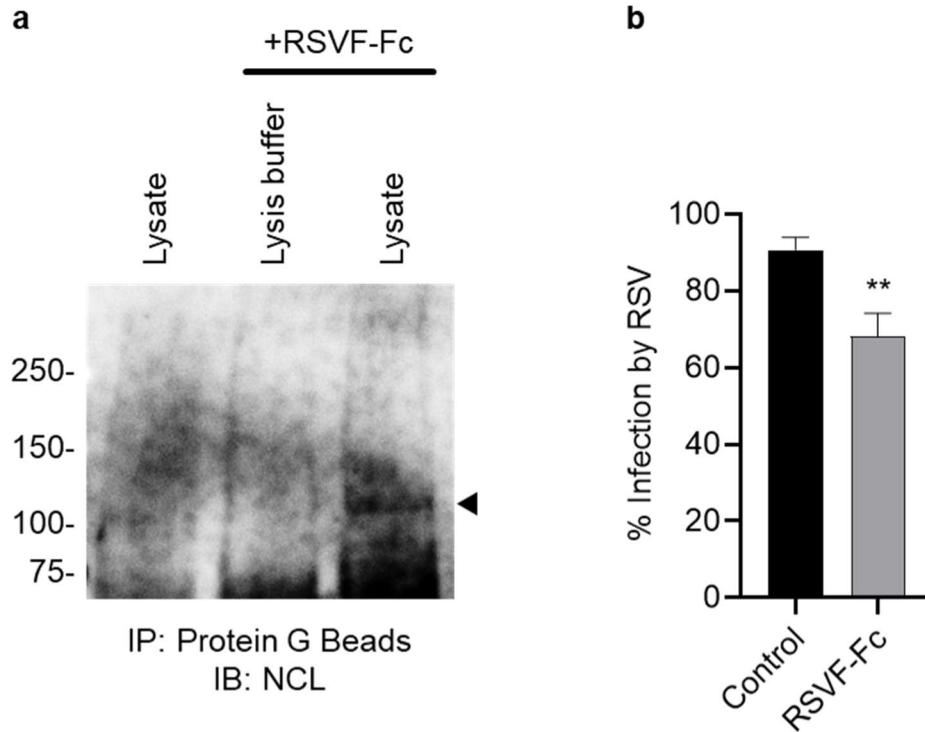 a
+RSVF-Fc
Lysate
Lysis buffer
Lysate
250-
150-
100-
75-
IP: Protein G Beads
IB: NCL
b
% Infection by RSV
100
80
60
40
20
0
**
Control
RSVF-Fc